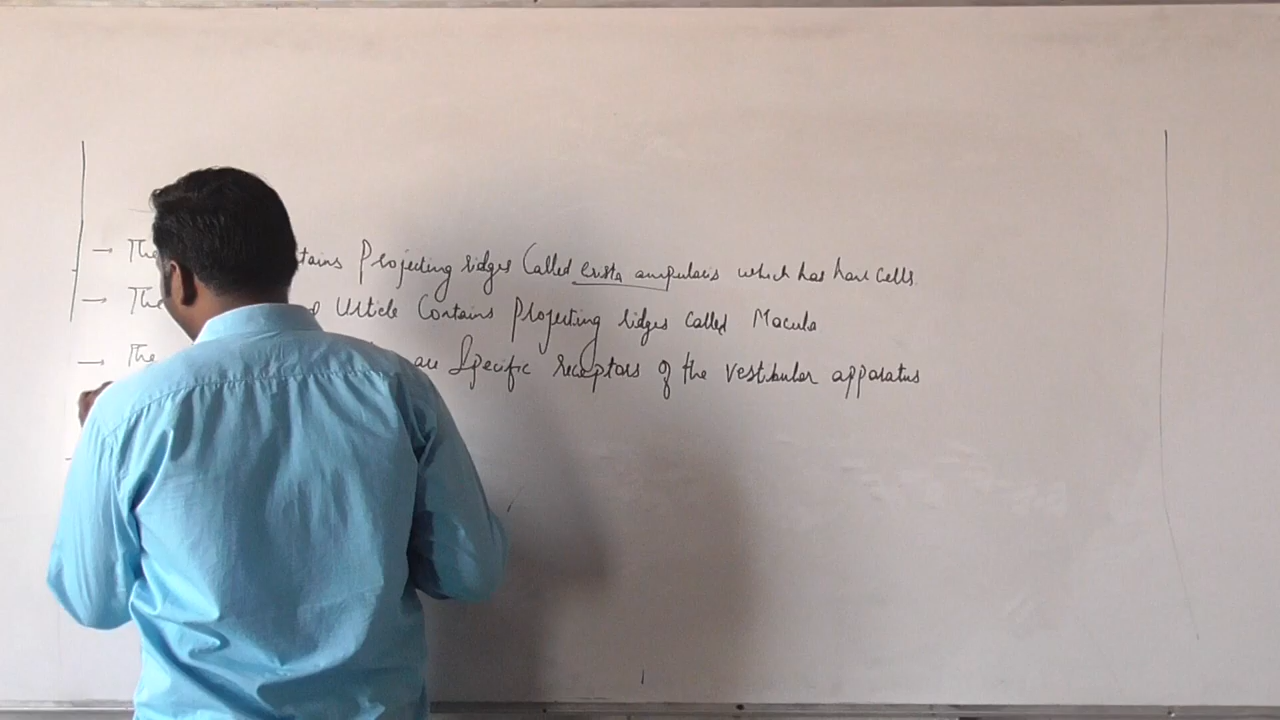 → The tains Projecting ridges Called crista ampularis which has hair cells.
→ The Utricle Contains Projecting ridges called Macula
→ The are Specific receptors of the vestibular apparatus